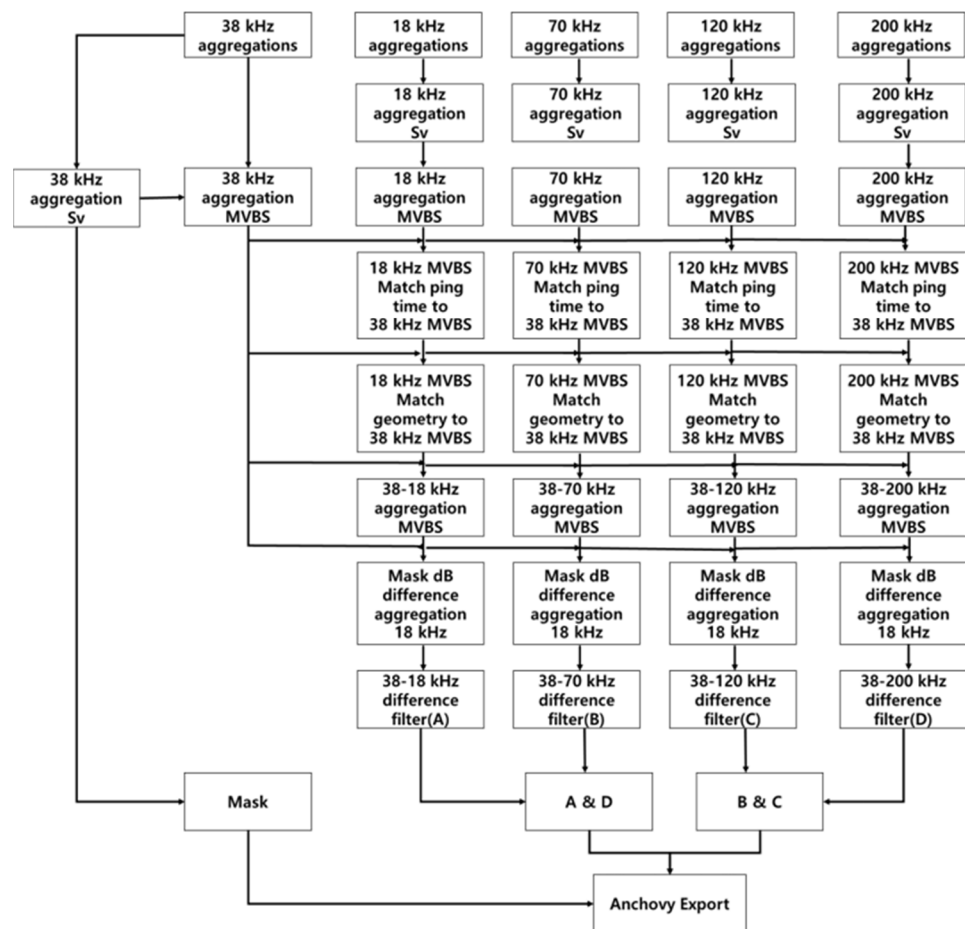 38 kHz
aggregations
18 kHz
aggregations
70 kHz
aggregations
120 kHz
aggregations
200 kHz
aggregations
18 kHz
aggregation
Sv
70 kHz
aggregation
Sv
120 kHz
aggregation
Sv
200 kHz
aggregation
Sv
38 kHz
aggregation
Sv
38 kHz
aggregation
MVBS
18 kHz
aggregation
MVBS
70 kHz
aggregation
MVBS
120 kHz
aggregation
MVBS
200 kHz
aggregation
MVBS
18 kHz MVBS
Match ping
time to
38 kHz MVBS
70 kHz MVBS
Match ping
time to
38 kHz MVBS
120 kHz MVBS
Match ping
time to
38 kHz MVBS
200 kHz MVBS
Match ping
time to
38 kHz MVBS
18 kHz MVBS
Match
geometry to
38 kHz MVBS
70 kHz MVBS
Match
geometry to
38 kHz MVBS
120 kHz MVBS
Match
geometry to
38 kHz MVBS
200 kHz MVBS
Match
geometry to
38 kHz MVBS
38-18 kHz
aggregation
MVBS
38-70 kHz
aggregation
MVBS
38-120 kHz
aggregation
MVBS
38-200 kHz
aggregation
MVBS
Mask dB
difference
aggregation
18 kHz
Mask dB
difference
aggregation
18 kHz
Mask dB
difference
aggregation
18 kHz
Mask dB
difference
aggregation
18 kHz
38-18 kHz
difference
filter(A)
38-70 kHz
difference
filter(B)
38-120 kHz
difference
filter(C)
38-200 kHz
difference
filter(D)
Mask
A & D
B & C
Anchovy Export